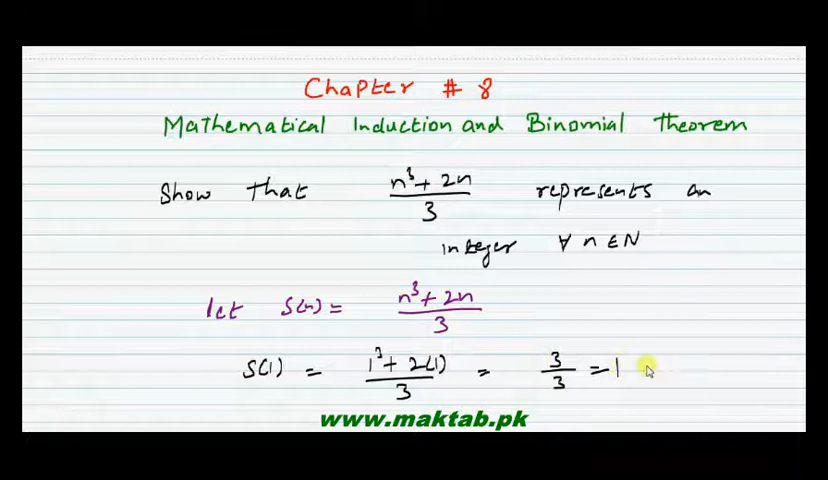 Chapter # 8
Mathematical Induction and Binomial Theorem
Show that (n³ + 2n)/3 represents an
integer ∀ n ∈ N
let S(n) = (n³ + 2n)/3
S(1) = (1³ + 2(1))/3 = 3/3 = 1
www.maktab.pk